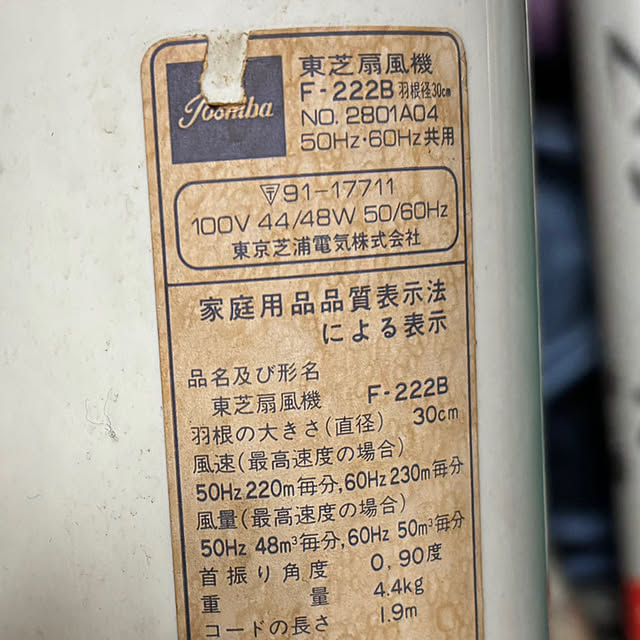 Toshiba
東芝扇風機
F-222B 羽根径30cm
NO. 2801A04
50Hz・60Hz共用
▽91-17711
100V 44/48W 50/60Hz
東京芝浦電気株式会社
家庭用品品質表示法
による表示
品名及び形名
東芝扇風機 F-222B
羽根の大きさ(直径) 30cm
風速(最高速度の場合)
50Hz 220m毎分,60Hz 230m毎分
風量(最高速度の場合)
50Hz 48m³毎分,60Hz 50m³毎分
首振り角度 0, 90度
重量 4.4kg
コードの長さ 1.9m